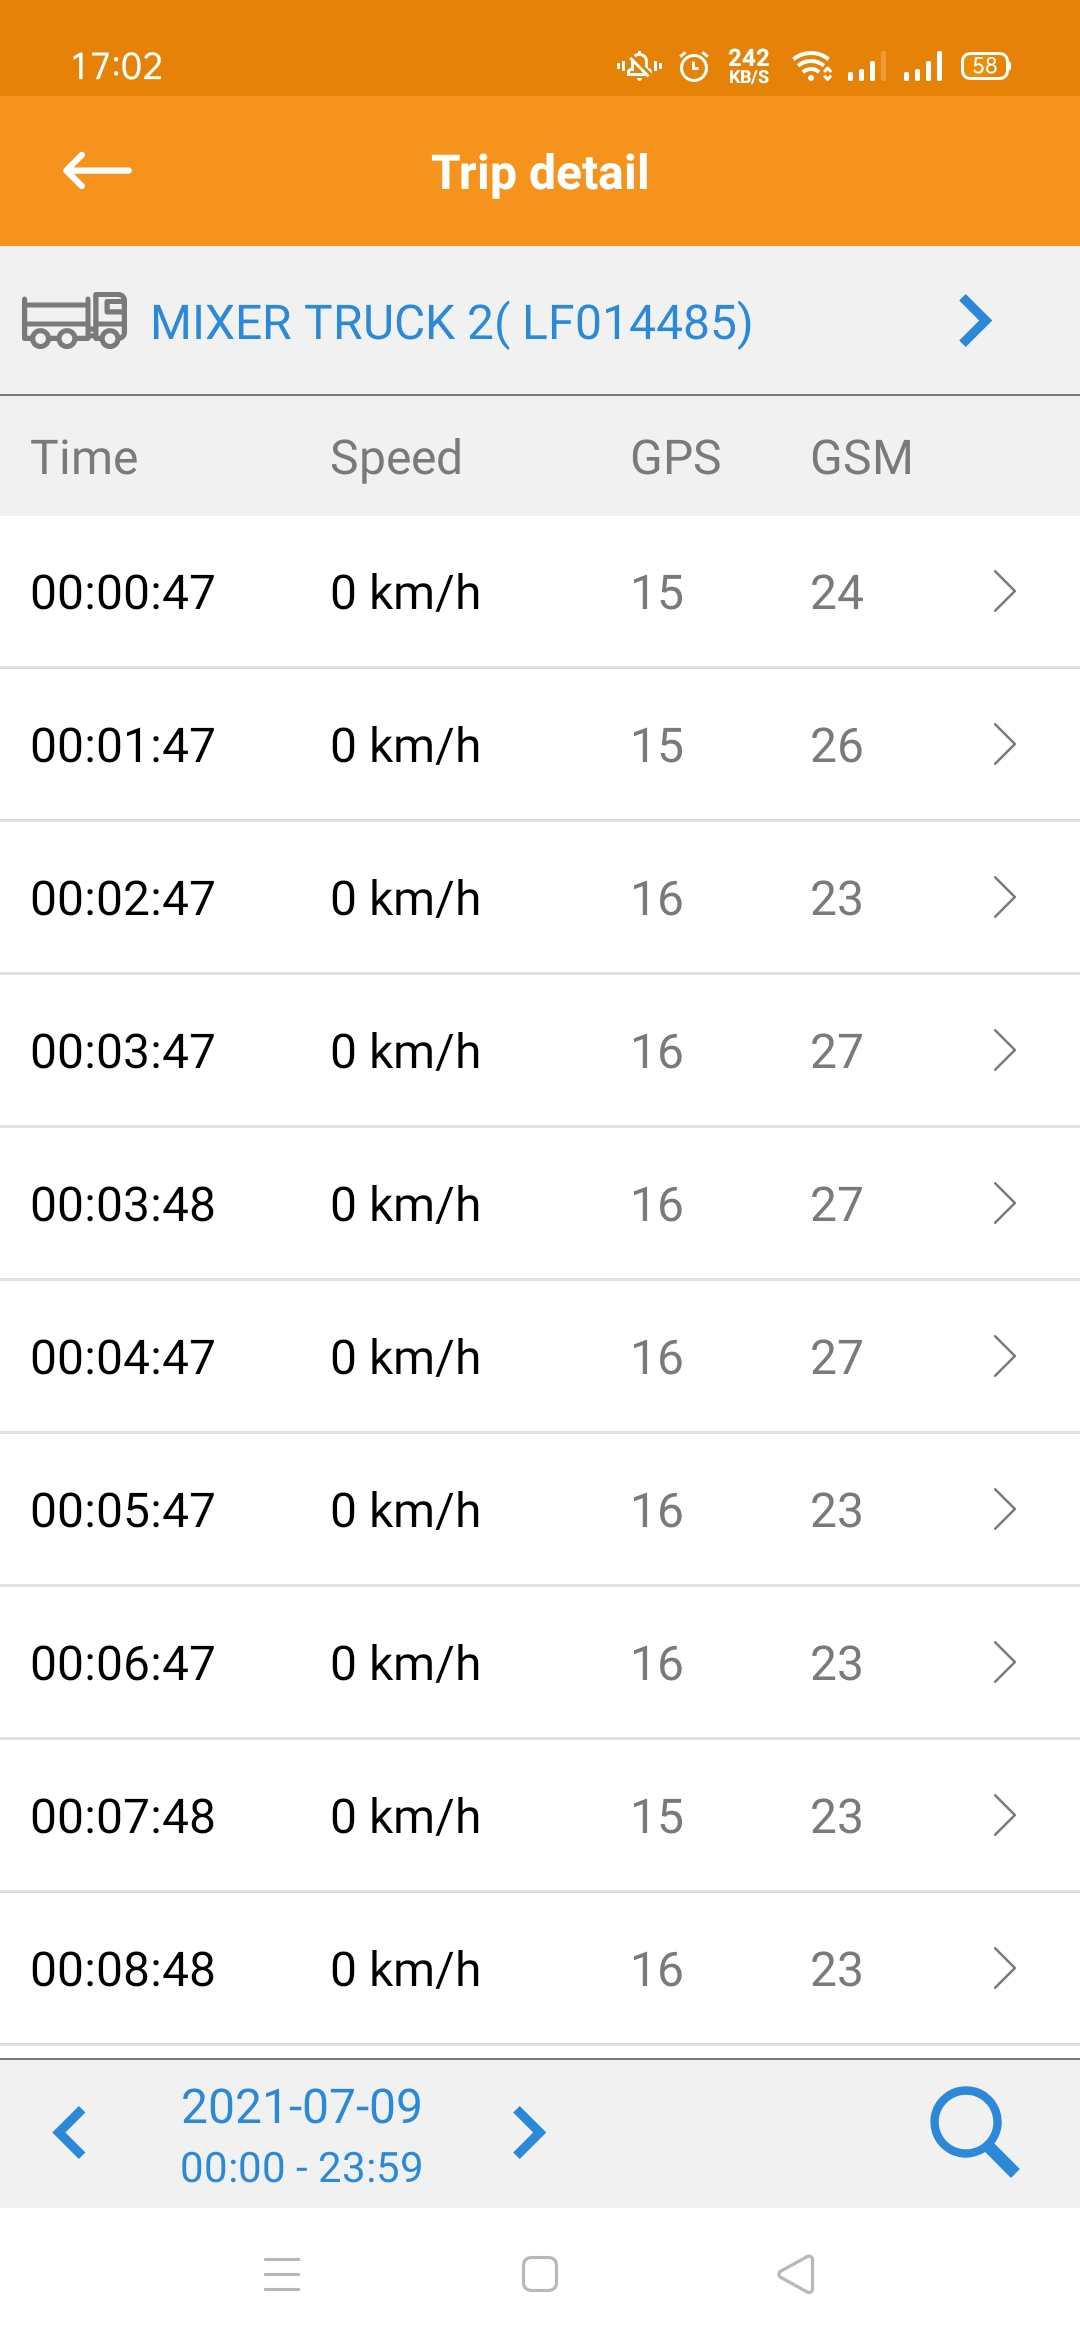 17:02 242 KB/S 58
Trip detail
MIXER TRUCK 2( LF014485)
Time Speed GPS GSM
00:00:47 0 km/h 15 24
00:01:47 0 km/h 15 26
00:02:47 0 km/h 16 23
00:03:47 0 km/h 16 27
00:03:48 0 km/h 16 27
00:04:47 0 km/h 16 27
00:05:47 0 km/h 16 23
00:06:47 0 km/h 16 23
00:07:48 0 km/h 15 23
00:08:48 0 km/h 16 23
2021-07-09
00:00 - 23:59